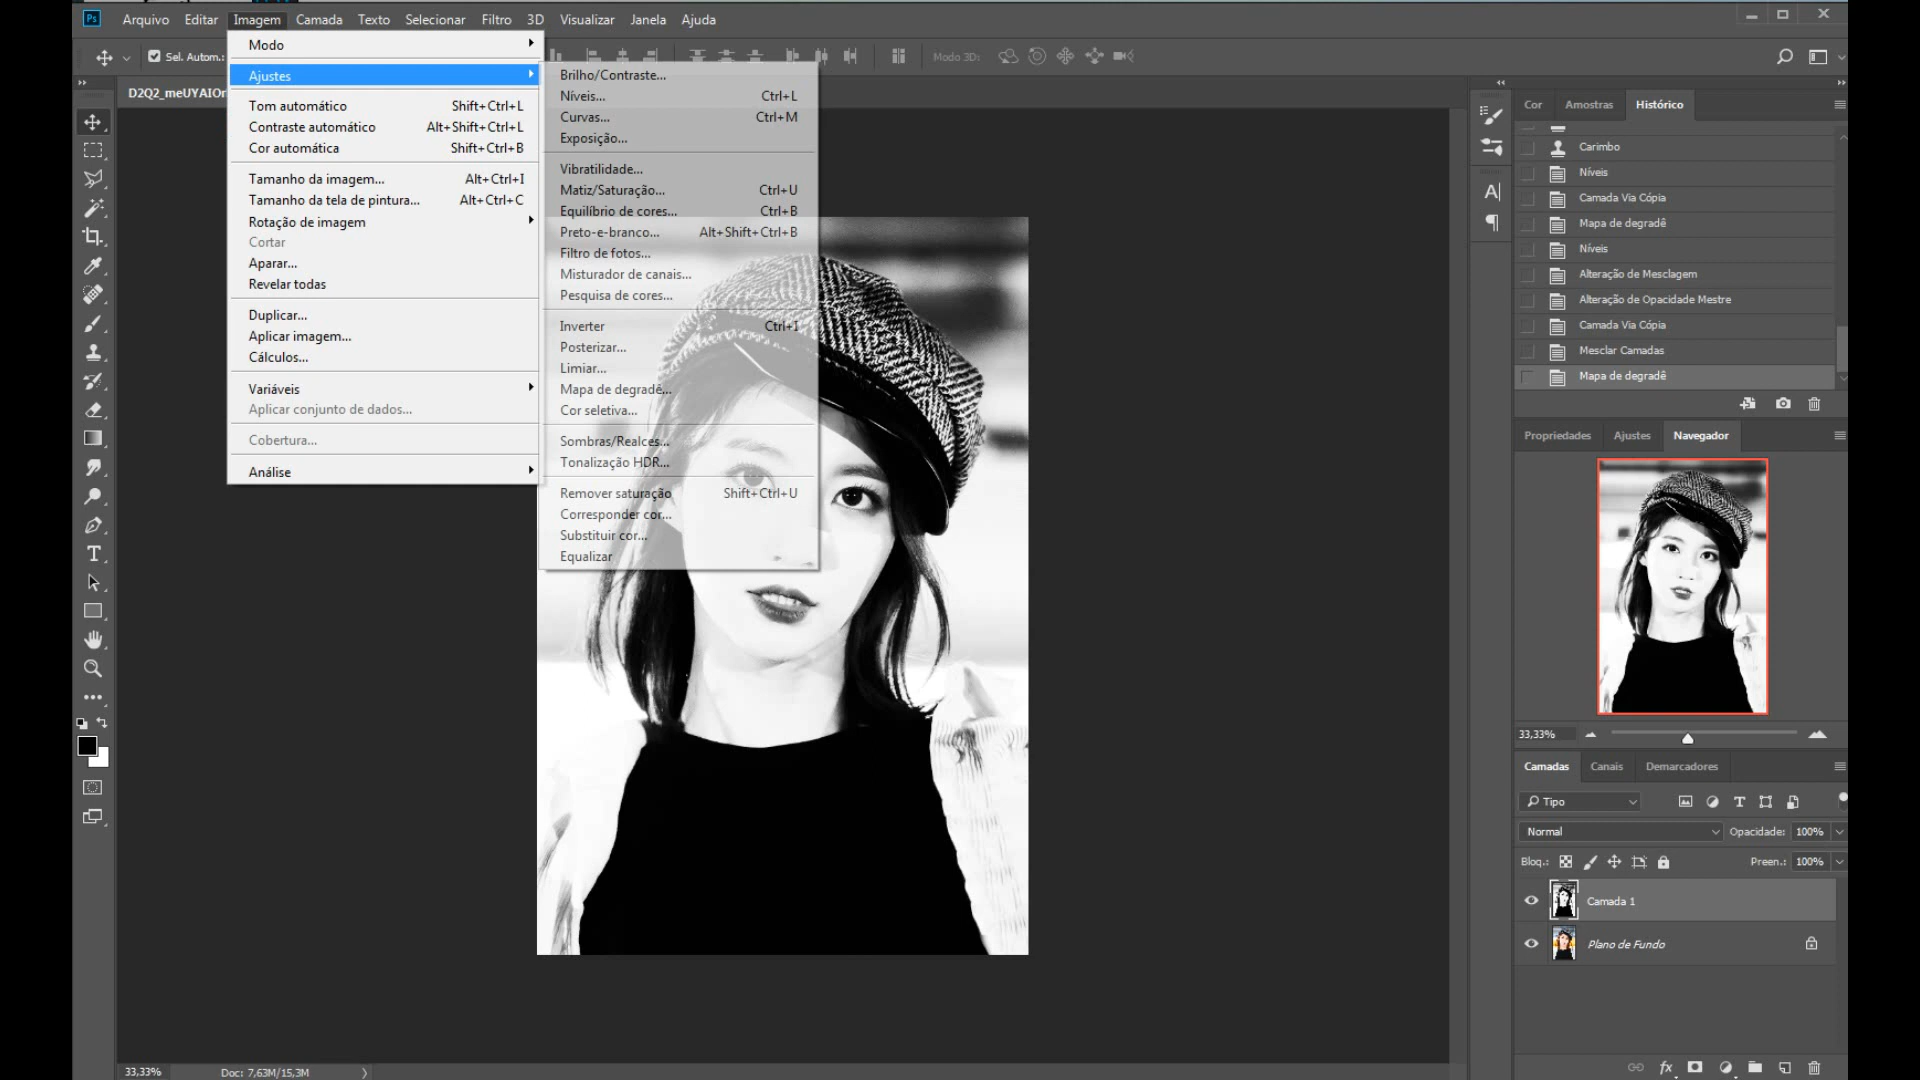 Ps Arquivo Editar Imagem Camada Texto Selecionar Filtro 3D Visualizar Janela Ajuda
Sel. Autom.:
Modo 3D:
D2Q2_meUYAIOr
Modo
Ajustes
Tom automático Shift+Ctrl+L
Contraste automático Alt+Shift+Ctrl+L
Cor automática Shift+Ctrl+B
Tamanho da imagem... Alt+Ctrl+I
Tamanho da tela de pintura... Alt+Ctrl+C
Rotação de imagem
Cortar
Aparar...
Revelar todas
Duplicar...
Aplicar imagem...
Cálculos...
Variáveis
Aplicar conjunto de dados...
Cobertura...
Análise
Brilho/Contraste...
Níveis... Ctrl+L
Curvas... Ctrl+M
Exposição...
Vibratilidade...
Matiz/Saturação... Ctrl+U
Equilíbrio de cores... Ctrl+B
Preto-e-branco... Alt+Shift+Ctrl+B
Filtro de fotos...
Misturador de canais...
Pesquisa de cores...
Inverter Ctrl+I
Posterizar...
Limiar...
Mapa de degradê...
Cor seletiva...
Sombras/Realces...
Tonalização HDR...
Remover saturação Shift+Ctrl+U
Corresponder cor...
Substituir cor...
Equalizar
Cor Amostras Histórico
Carimbo
Níveis
Camada Via Cópia
Mapa de degradê
Níveis
Alteração de Mesclagem
Alteração de Opacidade Mestre
Camada Via Cópia
Mesclar Camadas
Mapa de degradê
Propriedades Ajustes Navegador
33,33%
Camadas Canais Demarcadores
Tipo
Normal Opacidade: 100%
Bloq.: Preen.: 100%
Camada 1
Plano de Fundo
fx
33,33% Doc: 7,63M/15,3M